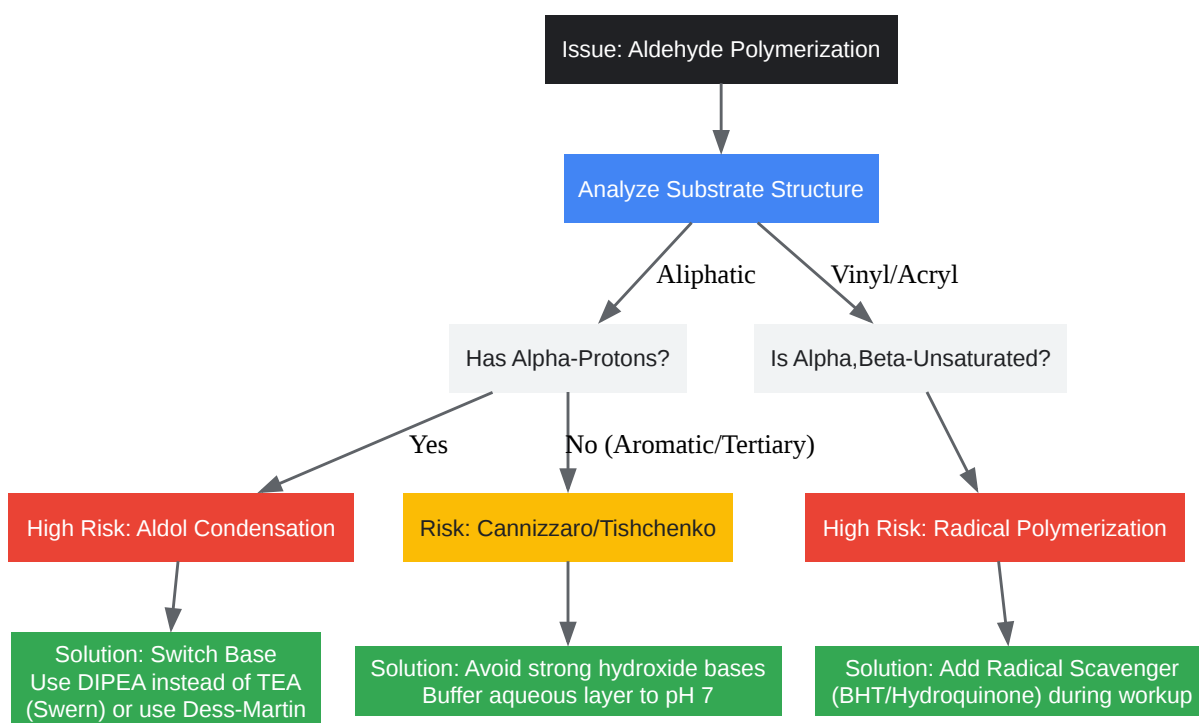 Issue: Aldehyde Polymerization
Analyze Substrate Structure
Aliphatic
Vinyl/Acryl
Has Alpha-Protons?
Is Alpha,Beta-Unsaturated?
Yes
No (Aromatic/Tertiary)
High Risk: Aldol Condensation
Risk: Cannizzaro/Tishchenko
High Risk: Radical Polymerization
Solution: Switch Base
Use DIPEA instead of TEA
(Swern) or use Dess-Martin
Solution: Avoid strong hydroxide bases
Buffer aqueous layer to pH 7
Solution: Add Radical Scavenger
(BHT/Hydroquinone) during workup